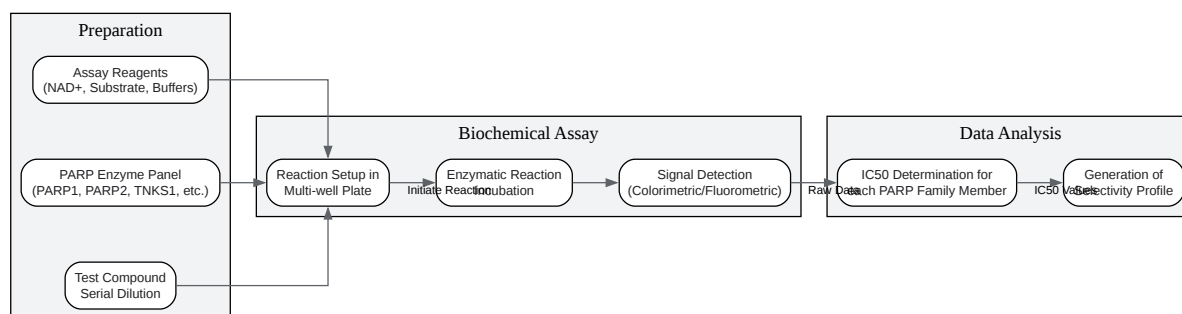 Preparation
Assay Reagents
(NAD+, Substrate, Buffers)
PARP Enzyme Panel
(PARP1, PARP2, TNKS1, etc.)
Test Compound
Serial Dilution
Biochemical Assay
Reaction Setup in
Multi-well Plate
Initiate Reaction
Enzymatic Reaction
Incubation
Signal Detection
(Colorimetric/Fluorometric)
Raw Data
Data Analysis
IC50 Determination for
each PARP Family Member
IC50 Values
Generation of
Selectivity Profile